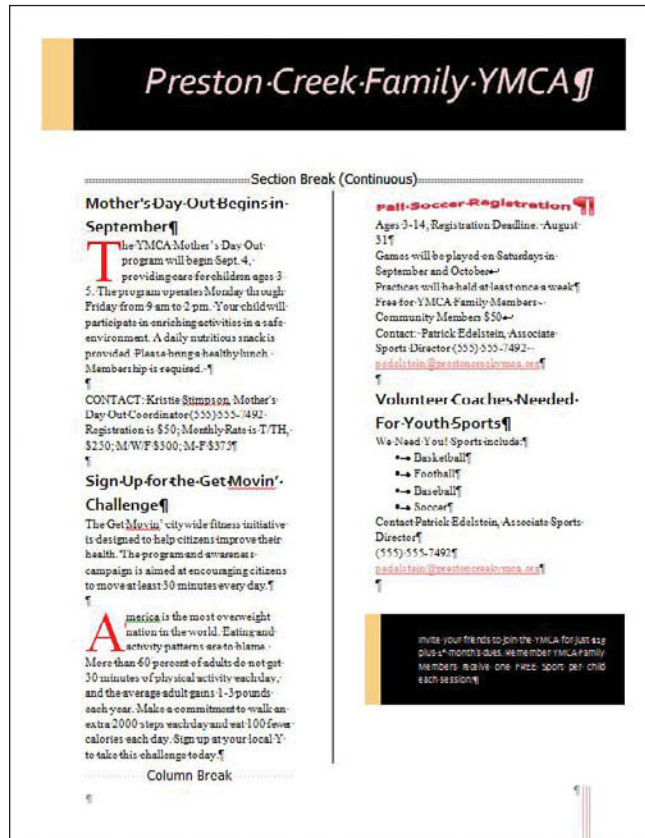 Preston·Creek·Family·YMCA¶
Section Break (Continuous)
Mother's·Day·Out·Begins·in·
September¶
The·YMCA·Mother's·Day·Out·
program·will·begin·Sept.·4,·
providing·care·for·children·ages·3-
5.·The·program·operates·Monday·through·
Friday·from·9·am·to·2·pm.··Your·child·will·
participate·in·enriching·activities·in·a·safe·
environment.·A·daily·nutritious·snack·is·
provided.·Please·bring·a·healthy·lunch.··
Membership·is·required.··¶
¶
CONTACT:·Kristie·Stimpson,·Mother's·
Day·Out·Coordinator·(555)·555-7492··
Registration·is·$50;·Monthly·Rate·is·T/TH,·
$250;·M/W/F·$300;·M-F·$375¶
¶
Sign·Up·for·the·Get·Movin'·
Challenge¶
The·Get·Movin'·citywide·fitness·initiative·
is·designed·to·help·citizens·improve·their·
health.·The·program·and·awareness·
campaign·is·aimed·at·encouraging·citizens·
to·move·at·least·30·minutes·every·day.¶
¶
America·is·the·most·overweight·
nation·in·the·world.·Eating·and·
activity·patterns·are·to·blame.··
More·than·60·percent·of·adults·do·not·get·
30·minutes·of·physical·activity·each·day,·
and·the·average·adult·gains·1-3·pounds·
each·year.·Make·a·commitment·to·walk·an·
extra·2000·steps·each·day·and·eat·100·fewer·
calories·each·day.·Sign·up·at·your·local·Y·
to·take·this·challenge·today.¶
Column Break
¶
Fall·Soccer·Registration¶
Ages·3-14,·Registration·Deadline:··August·
31¶
Games·will·be·played·on·Saturdays·in·
September·and·October↵
Practices·will·be·held·at·least·once·a·week¶
Free·for·YMCA·Family·Members·-·
Community·Members·$50↵
Contact:··Patrick·Edelstein,·Associate·
Sports·Director·(555)·555-7492·-·
pedelstein@prestoncreekymca.org¶
¶
Volunteer·Coaches·Needed·
For·Youth·Sports¶
We·Need·You!·Sports·include:¶
•→Basketball¶
•→Football¶
•→Baseball¶
•→Soccer¶
Contact·Patrick·Edelstein,·Associate·Sports·
Director¶
(555)·555-7492¶
pedelstein@prestoncreekymca.org¶
¶
Invite·your·friends·to·join·the·YMCA·for·just·$19·
plus·1st·month's·dues.·Remember·YMCA·Family·
Members·receive·one·FREE·Sport·per·child·
each·session¶
¶